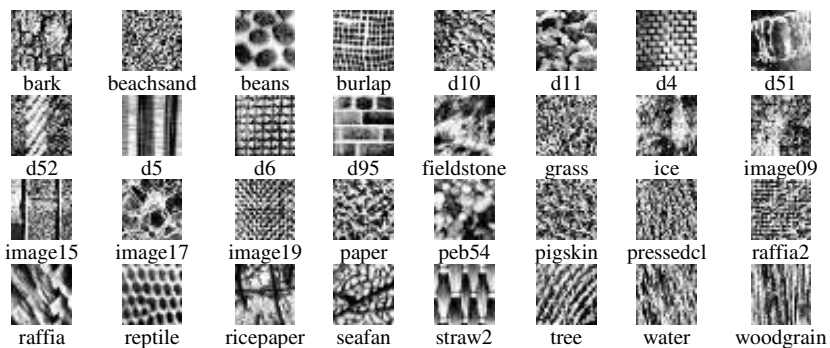 bark beachsand beans burlap d10 d11 d4 d51
d52 d5 d6 d95 fieldstone grass ice image09
image15 image17 image19 paper peb54 pigskin pressedcl raffia2
raffia reptile ricepaper seafan straw2 tree water woodgrain